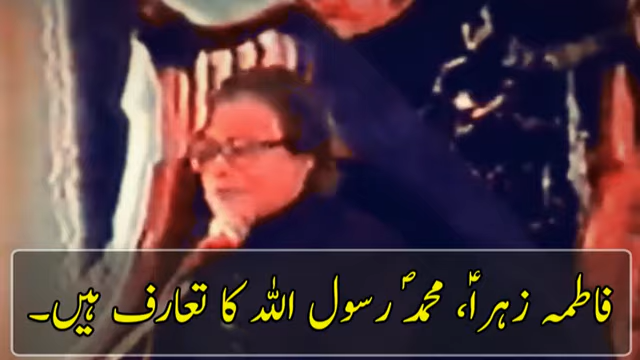 فاطمہ زہراؑ، محمدؐ رسول اللہ کا تعارف ہیں۔